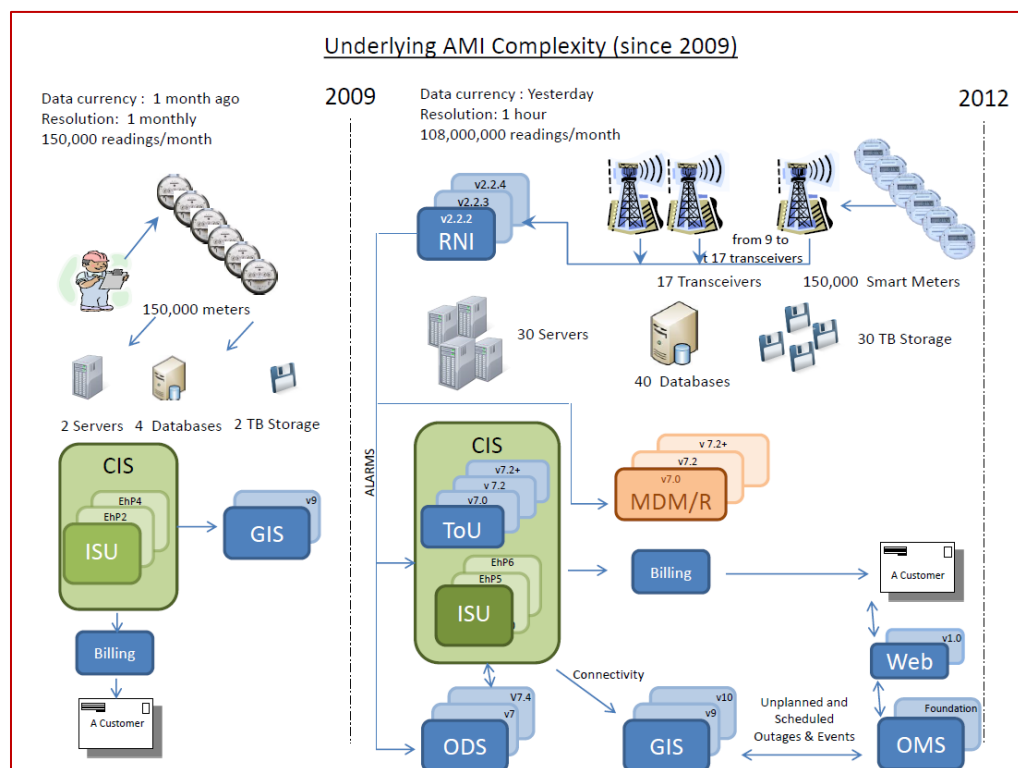 Underlying AMI Complexity (since 2009)
Data currency : 1 month ago
Resolution: 1 monthly
150,000 readings/month
2009
Data currency : Yesterday
Resolution: 1 hour
108,000,000 readings/month
2012
150,000 meters
2 Servers
4 Databases
2 TB Storage
CIS
EhP4
EhP2
ISU
v9
GIS
Billing
A Customer
v2.2.4
v2.2.3
v2.2.2
RNI
from 9 to
t 17 transceivers
17 Transceivers
150,000 Smart Meters
30 Servers
40 Databases
30 TB Storage
ALARMS
CIS
v7.2+
v 7.2
v7.0
ToU
EhP6
EhP5
ISU
v 7.2+
v7.2
v7.0
MDM/R
Billing
A Customer
v1.0
Web
Connectivity
V7.4
v7
ODS
v10
v9
GIS
Unplanned and
Scheduled
Outages & Events
Foundation
OMS